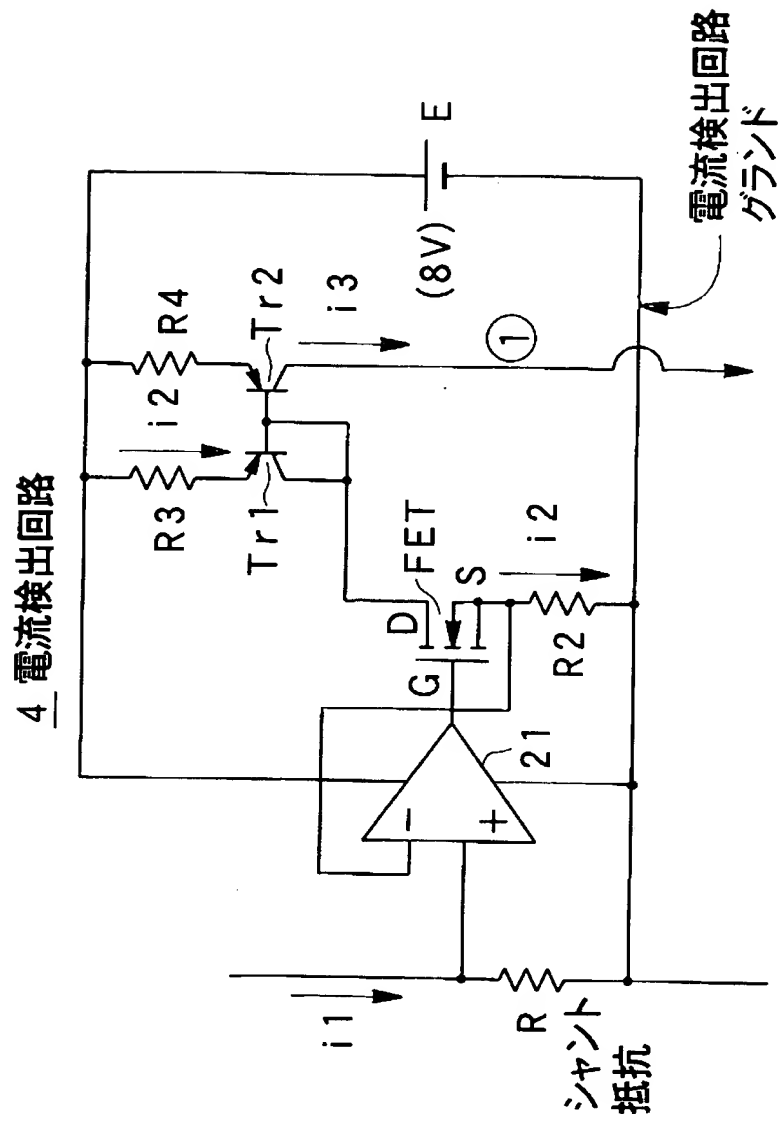 4 電流検出回路
R3
i2
R4
Tr1
Tr2
i3
①
(8V)
E
D
FET
G
S
i2
R2
21
-
+
i1
R
シャント
抵抗
電流検出回路
グランド